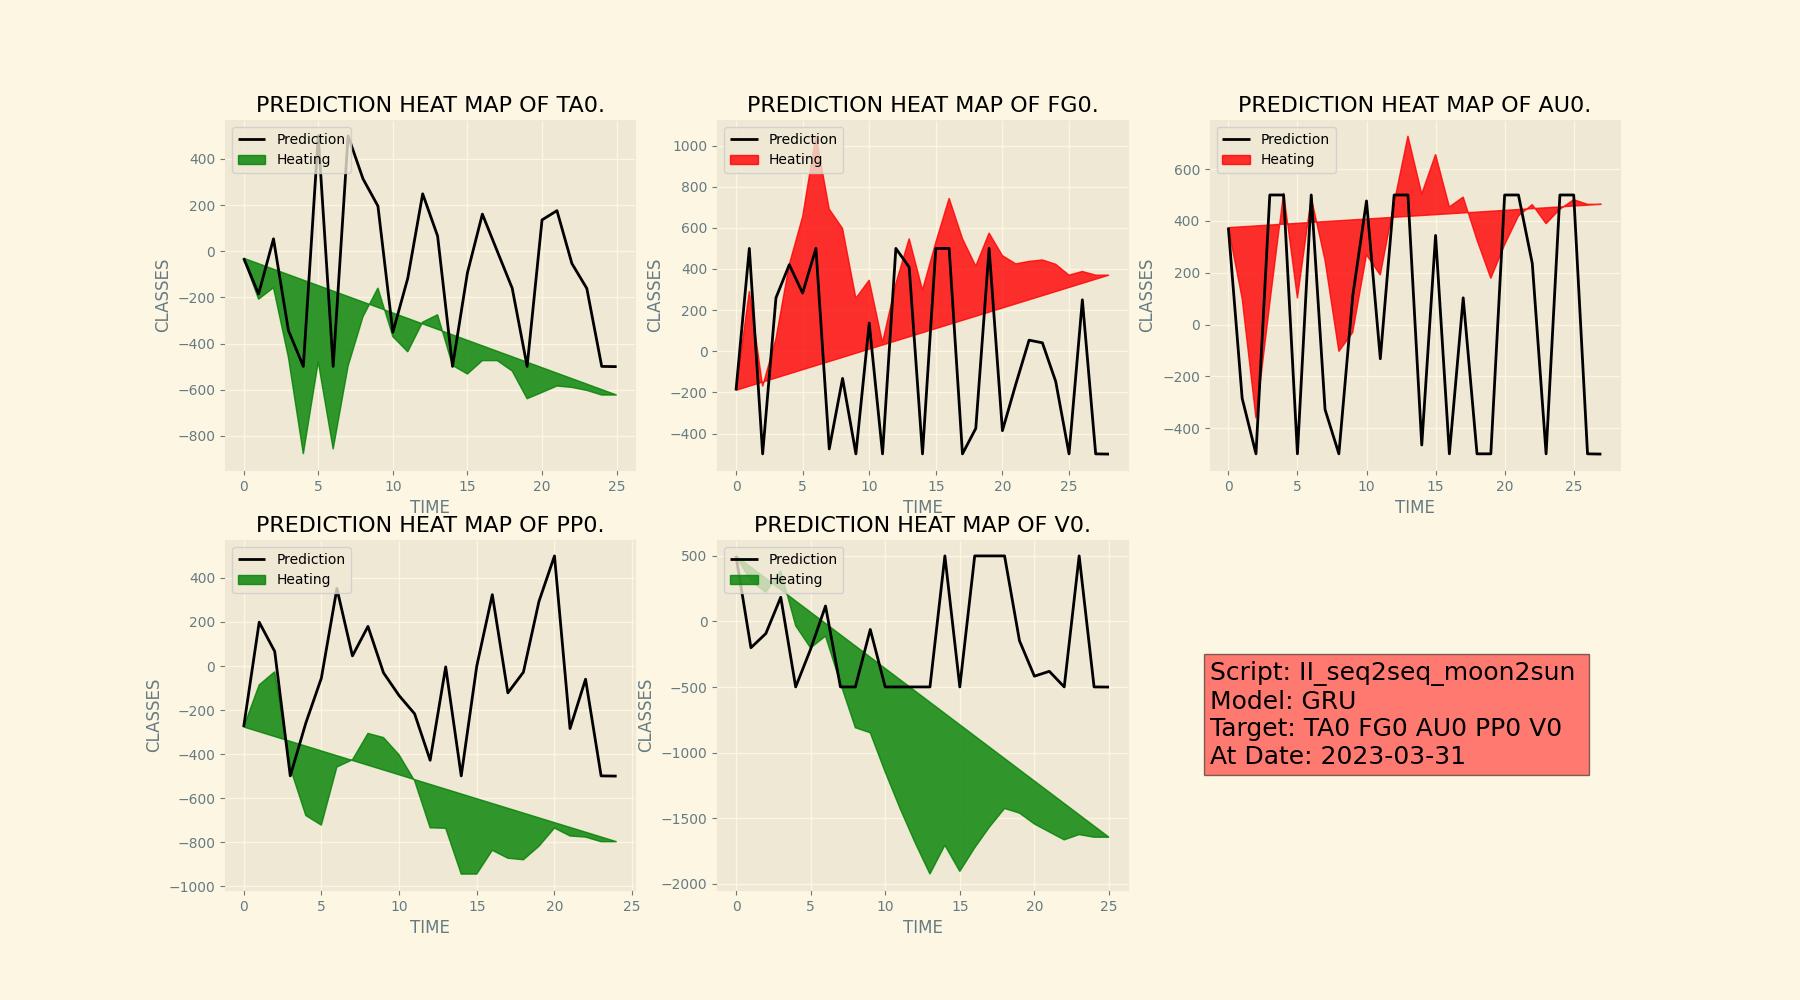 PREDICTION HEAT MAP OF TA0.
Prediction
Heating
400
200
0
−200
−400
−600
−800
CLASSES
0 5 10 15 20 25
TIME
PREDICTION HEAT MAP OF FG0.
Prediction
Heating
1000
800
600
400
200
0
−200
−400
CLASSES
0 5 10 15 20 25
TIME
PREDICTION HEAT MAP OF AU0.
Prediction
Heating
600
400
200
0
−200
−400
CLASSES
0 5 10 15 20 25
TIME
PREDICTION HEAT MAP OF PP0.
Prediction
Heating
400
200
0
−200
−400
−600
−800
−1000
CLASSES
0 5 10 15 20 25
TIME
PREDICTION HEAT MAP OF V0.
Prediction
Heating
500
0
−500
−1000
−1500
−2000
CLASSES
0 5 10 15 20 25
TIME
Script: II_seq2seq_moon2sun
Model: GRU
Target: TA0 FG0 AU0 PP0 V0
At Date: 2023-03-31